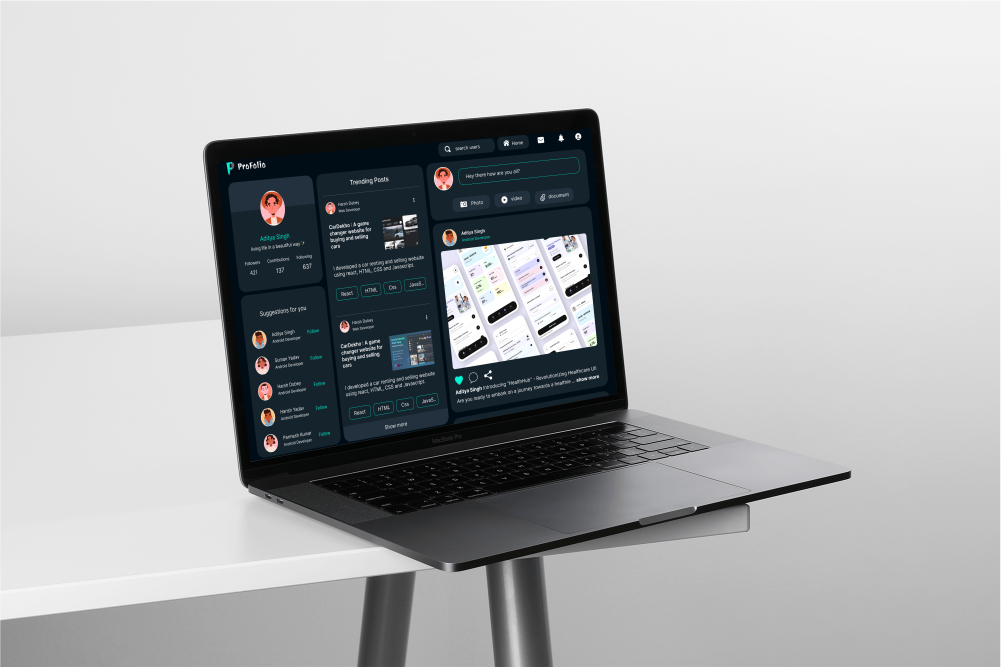 ProFolio
search users
Home
Aditya Singh
living life in a beautiful way
Followers
421
Contributions
137
Following
637
Suggestions for you
Aditya Singh
Android Developer
Follow
Suraar Yadav
Android Developer
Follow
Harsit Dubey
Android Developer
Follow
Harsh Yadav
Android Developer
Follow
Parmesh Kumar
Android Developer
Follow
Trending Posts
Harsh Dubey
Web Developer
CarDekho : A game
changer website for
buying and selling
cars
I developed a car renting and selling website
using react, HTML, CSS and Javascript.
React
HTML
Css
JavaS..
Harsh Dubey
Web Developer
CarDekho : A game
changer website for
buying and selling
cars
I developed a car renting and selling website
using react, HTML, CSS and Javascript.
React
HTML
Css
JavaS..
Show more
Hey there how are you all?
Photo
video
document
Aditya Singh
Android Developer
Aditya Singh Introducing "HealthHub" - Revolutionizing Healthcare UI
Are you ready to embark on a journey towards a healthie ... show more
MacBook Pro